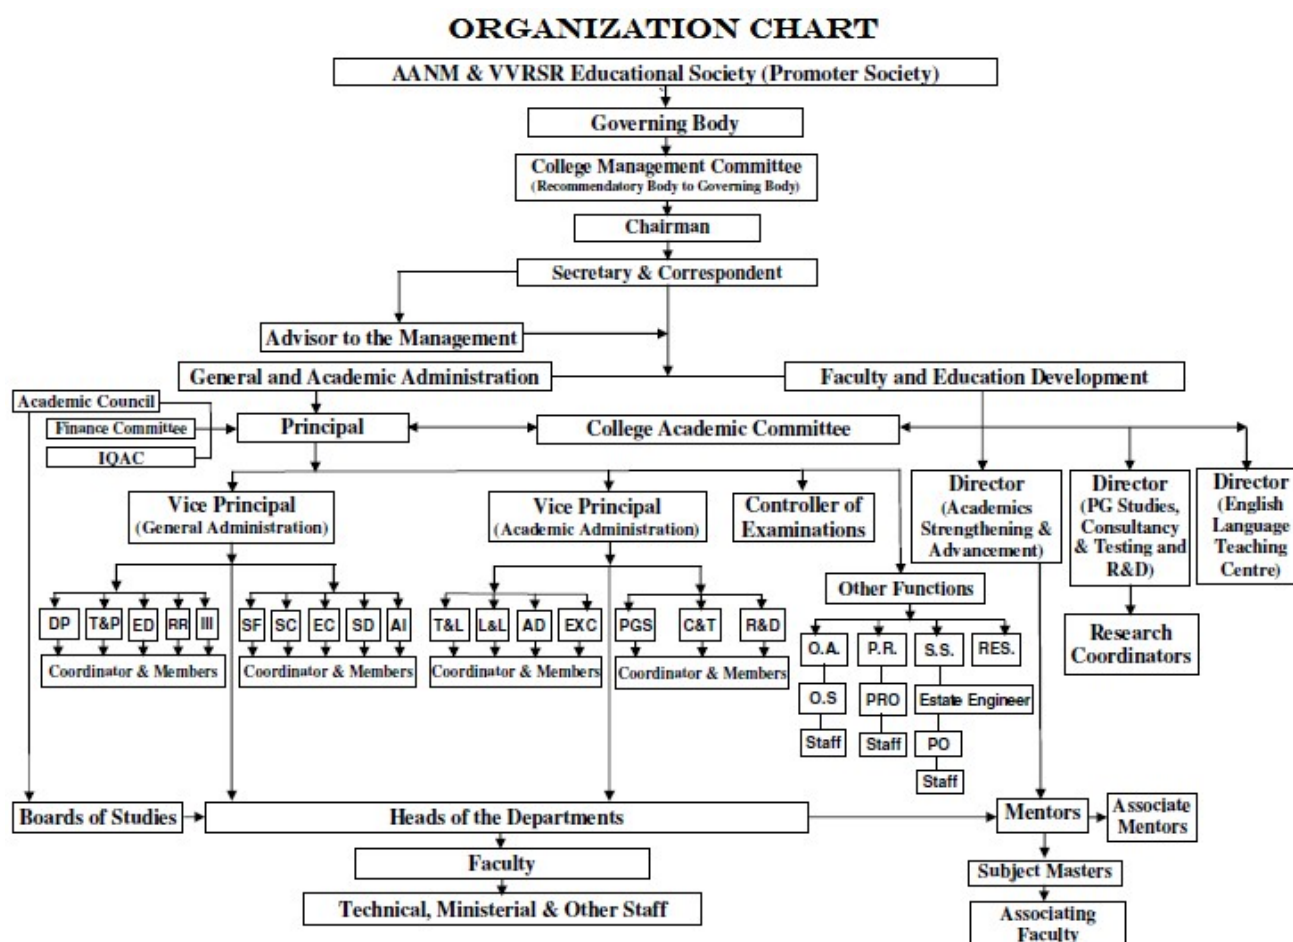 ORGANIZATION CHART
AANM & VVRSR Educational Society (Promoter Society)
Governing Body
College Management Committee
(Recommendatory Body to Governing Body)
Chairman
Secretary & Correspondent
Advisor to the Management
General and Academic Administration
Faculty and Education Development
Academic Council
Finance Committee
IQAC
Principal
College Academic Committee
Vice Principal
(General Administration)
Vice Principal
(Academic Administration)
Controller of
Examinations
Director
(Academics
Strengthening &
Advancement)
Director
(PG Studies,
Consultancy
& Testing and
R&D)
Director
(English
Language
Teaching
Centre)
Other Functions
DP
T&P
ED
RR
III
SF
SC
EC
SD
AI
T&L
L&L
AD
EXC
PGS
C&T
R&D
Coordinator & Members
Coordinator & Members
Coordinator & Members
Coordinator & Members
O.A.
P.R.
S.S.
RES.
O.S
PRO
Estate Engineer
Staff
Staff
PO
Staff
Research
Coordinators
Boards of Studies
Heads of the Departments
Mentors
Associate
Mentors
Faculty
Subject Masters
Technical, Ministerial & Other Staff
Associating
Faculty